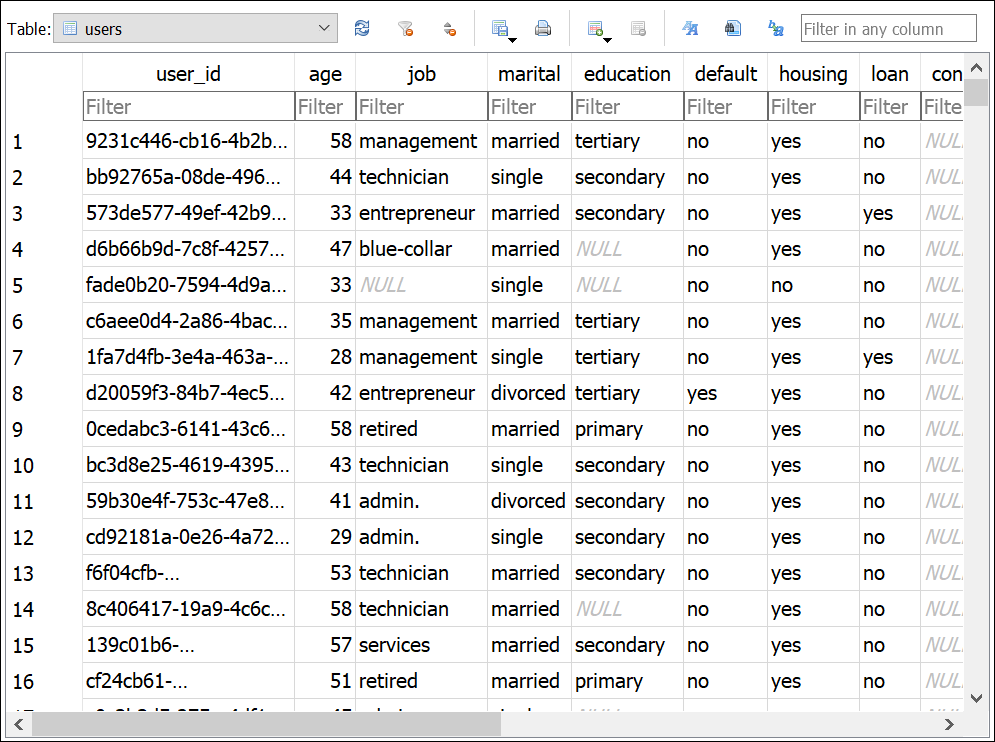 Table: users Filter in any column
user_id age job marital education default housing loan con
Filter Filter Filter Filter Filter Filter Filter Filter Filte
1 9231c446-cb16-4b2b... 58 management married tertiary no yes no NUL
2 bb92765a-08de-496... 44 technician single secondary no yes no NUL
3 573de577-49ef-42b9... 33 entrepreneur married secondary no yes yes NUL
4 d6b66b9d-7c8f-4257... 47 blue-collar married NULL no yes no NUL
5 fade0b20-7594-4d9a... 33 NULL single NULL no no no NUL
6 c6aee0d4-2a86-4bac... 35 management married tertiary no yes no NUL
7 1fa7d4fb-3e4a-463a-... 28 management single tertiary no yes yes NUL
8 d20059f3-84b7-4ec5... 42 entrepreneur divorced tertiary yes yes no NUL
9 0cedabc3-6141-43c6... 58 retired married primary no yes no NUL
10 bc3d8e25-4619-4395... 43 technician single secondary no yes no NUL
11 59b30e4f-753c-47e8... 41 admin. divorced secondary no yes no NUL
12 cd92181a-0e26-4a72... 29 admin. single secondary no yes no NUL
13 f6f04cfb-... 53 technician married secondary no yes no NUL
14 8c406417-19a9-4c6c... 58 technician married NULL no yes no NUL
15 139c01b6-... 57 services married secondary no yes no NUL
16 cf24cb61-... 51 retired married primary no yes no NUL